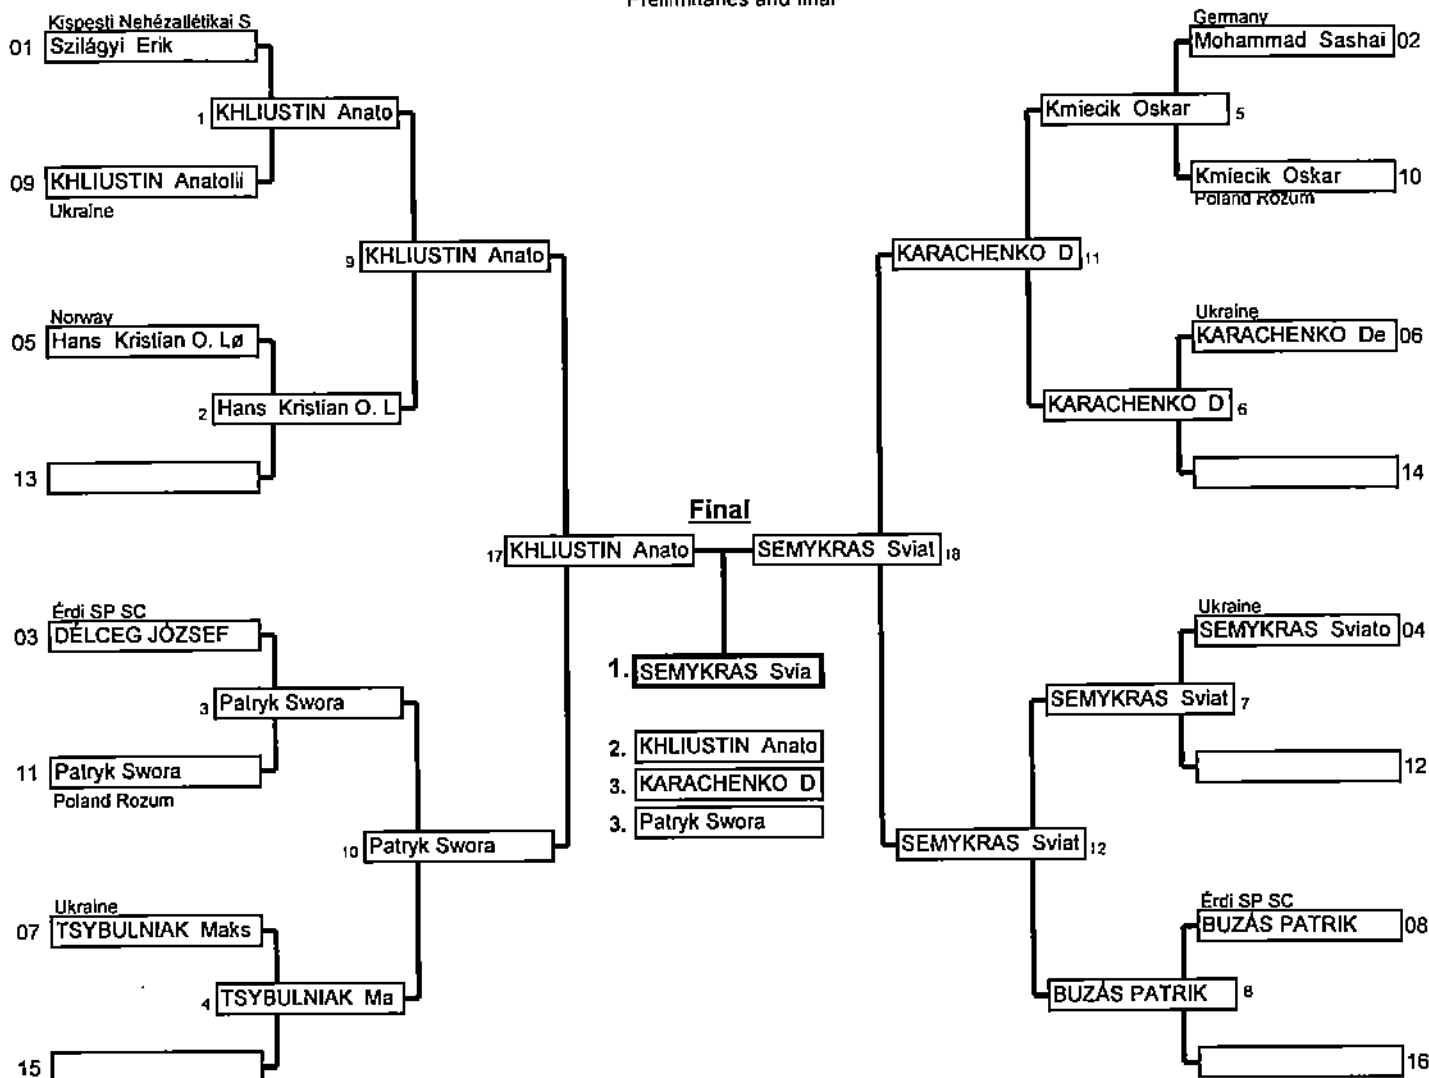 Preliminaries and final
Kispesti Nehézatlétikai S
01 Szilágyi Erik
1 KHLIUSTIN Anato
09 KHLIUSTIN Anatolii
Ukraine
9 KHLIUSTIN Anato
Norway
05 Hans Kristian O. Lø
2 Hans Kristian O. L
13
17 KHLIUSTIN Anato
Érdi SP SC
03 DÉLCEG JÓZSEF
3 Patryk Swora
11 Patryk Swora
Poland Rozum
10 Patryk Swora
Ukraine
07 TSYBULNIAK Maks
4 TSYBULNIAK Ma
15
Final
1. SEMYKRAS Svia
2. KHLIUSTIN Anato
3. KARACHENKO D
3. Patryk Swora
Germany
Mohammad Sashai 02
Kmiecik Oskar 5
Kmiecik Oskar 10
Poland Rozum
KARACHENKO D 11
Ukraine
KARACHENKO De 06
KARACHENKO D 6
14
SEMYKRAS Sviat 18
Ukraine
SEMYKRAS Sviato 04
SEMYKRAS Sviat 7
12
SEMYKRAS Sviat 12
Érdi SP SC
BUZÁS PATRIK 08
BUZÁS PATRIK 8
16